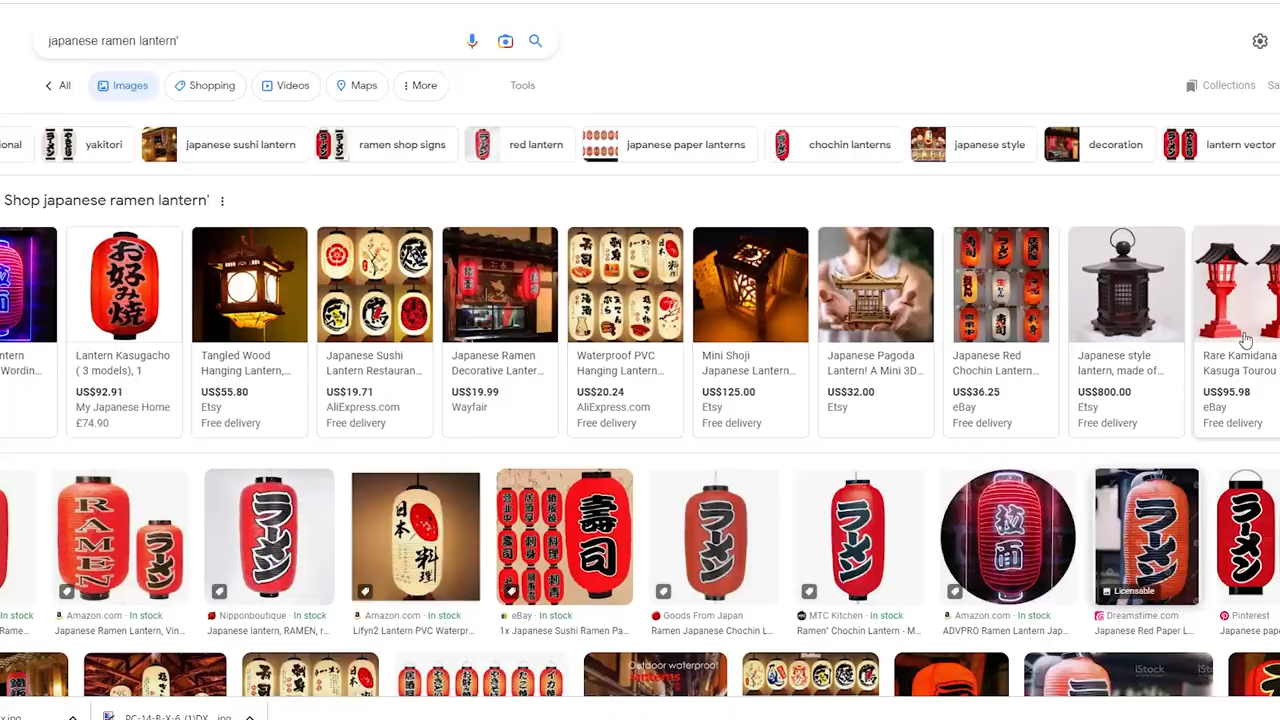 japanese ramen lantern'
All
Images
Shopping
Videos
Maps
More
Tools
Collections
ional
yakitori
japanese sushi lantern
ramen shop signs
red lantern
japanese paper lanterns
chochin lanterns
japanese style
decoration
lantern vector
Shop japanese ramen lantern'
お好み焼
ntern
Wordin...
Lantern Kasugacho
( 3 models), 1
US$92.91
My Japanese Home
£74.90
Tangled Wood
Hanging Lantern,...
US$55.80
Etsy
Free delivery
Japanese Sushi
Lantern Restauran...
US$19.71
AliExpress.com
Free delivery
Japanese Ramen
Decorative Lanter...
US$19.99
Wayfair
Waterproof PVC
Hanging Lantern...
US$20.24
AliExpress.com
Free delivery
Mini Shoji
Japanese Lantern...
US$125.00
Etsy
Free delivery
Japanese Pagoda
Lantern! A Mini 3D...
US$32.00
Etsy
Japanese Red
Chochin Lantern...
US$36.25
eBay
Free delivery
Japanese style
lantern, made of...
US$800.00
Etsy
Free delivery
Rare Kamidana
Kasuga Tourou
US$95.98
eBay
Free delivery
RAMEN
ラーメン
ラーメン
日本料理
寿司
ラーメン
ラーメン
拉面
ラーメン
Licensable
ラーメン
In stock
Rame...
Amazon.com · In stock
Japanese Ramen Lantern, Vin...
Nipponboutique · In stock
Japanese lantern, RAMEN, r...
Amazon.com · In stock
Lifyn2 Lantern PVC Waterpr...
eBay · In stock
1x Japanese Sushi Ramen Pa...
Goods From Japan
Ramen Japanese Chochin L...
MTC Kitchen · In stock
Ramen" Chochin Lantern - M...
Amazon.com · In stock
ADVPRO Ramen Lantern Jap...
Dreamstime.com
Japanese Red Paper L...
Pinterest
Japanese pap
Outdoor waterproof
lanterns
iStock